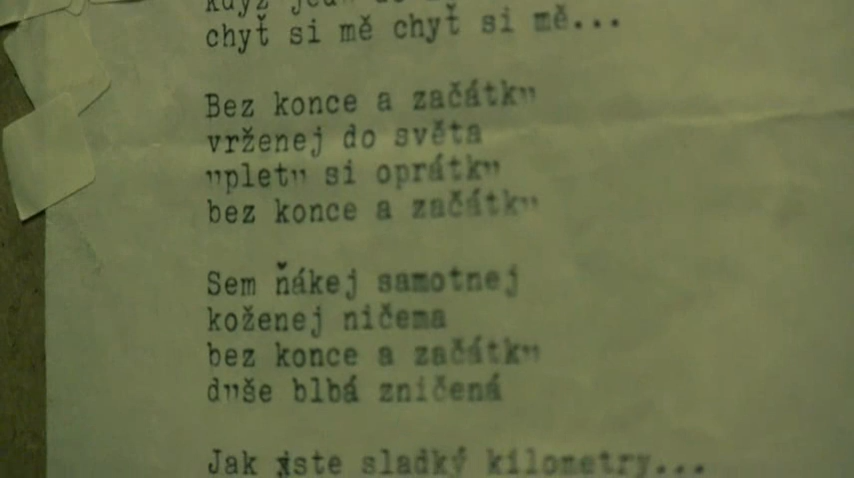 když
chyť si mě chyť si mě...
Bez konce a začátku
vrženej do světa
upletu si oprátku
bez konce a začátku
Sem ňákej samotnej
koženej ničema
bez konce a začátku
duše blbá zničená
Jak jste sladký kilometry...